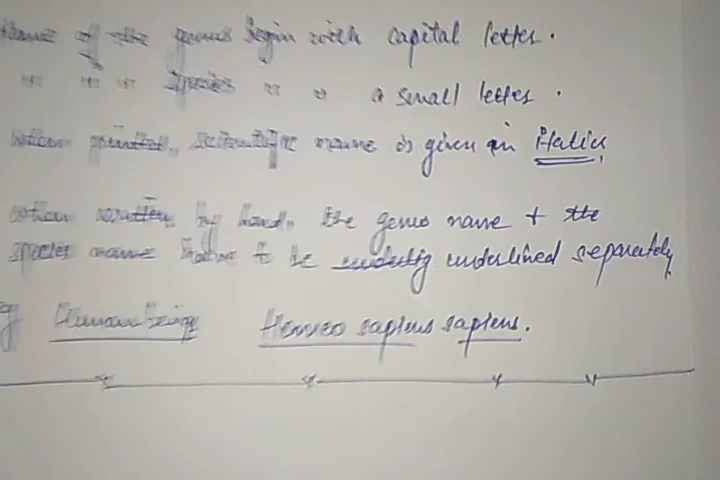 Name of the genus begin with capital letter.
" " " Species " " a small letter.
When printed, scientific name is given in Italics,
When written by hand, the genus name + the
species name have to be underlined separately.
eg Human being Homeo sapiens sapiens.